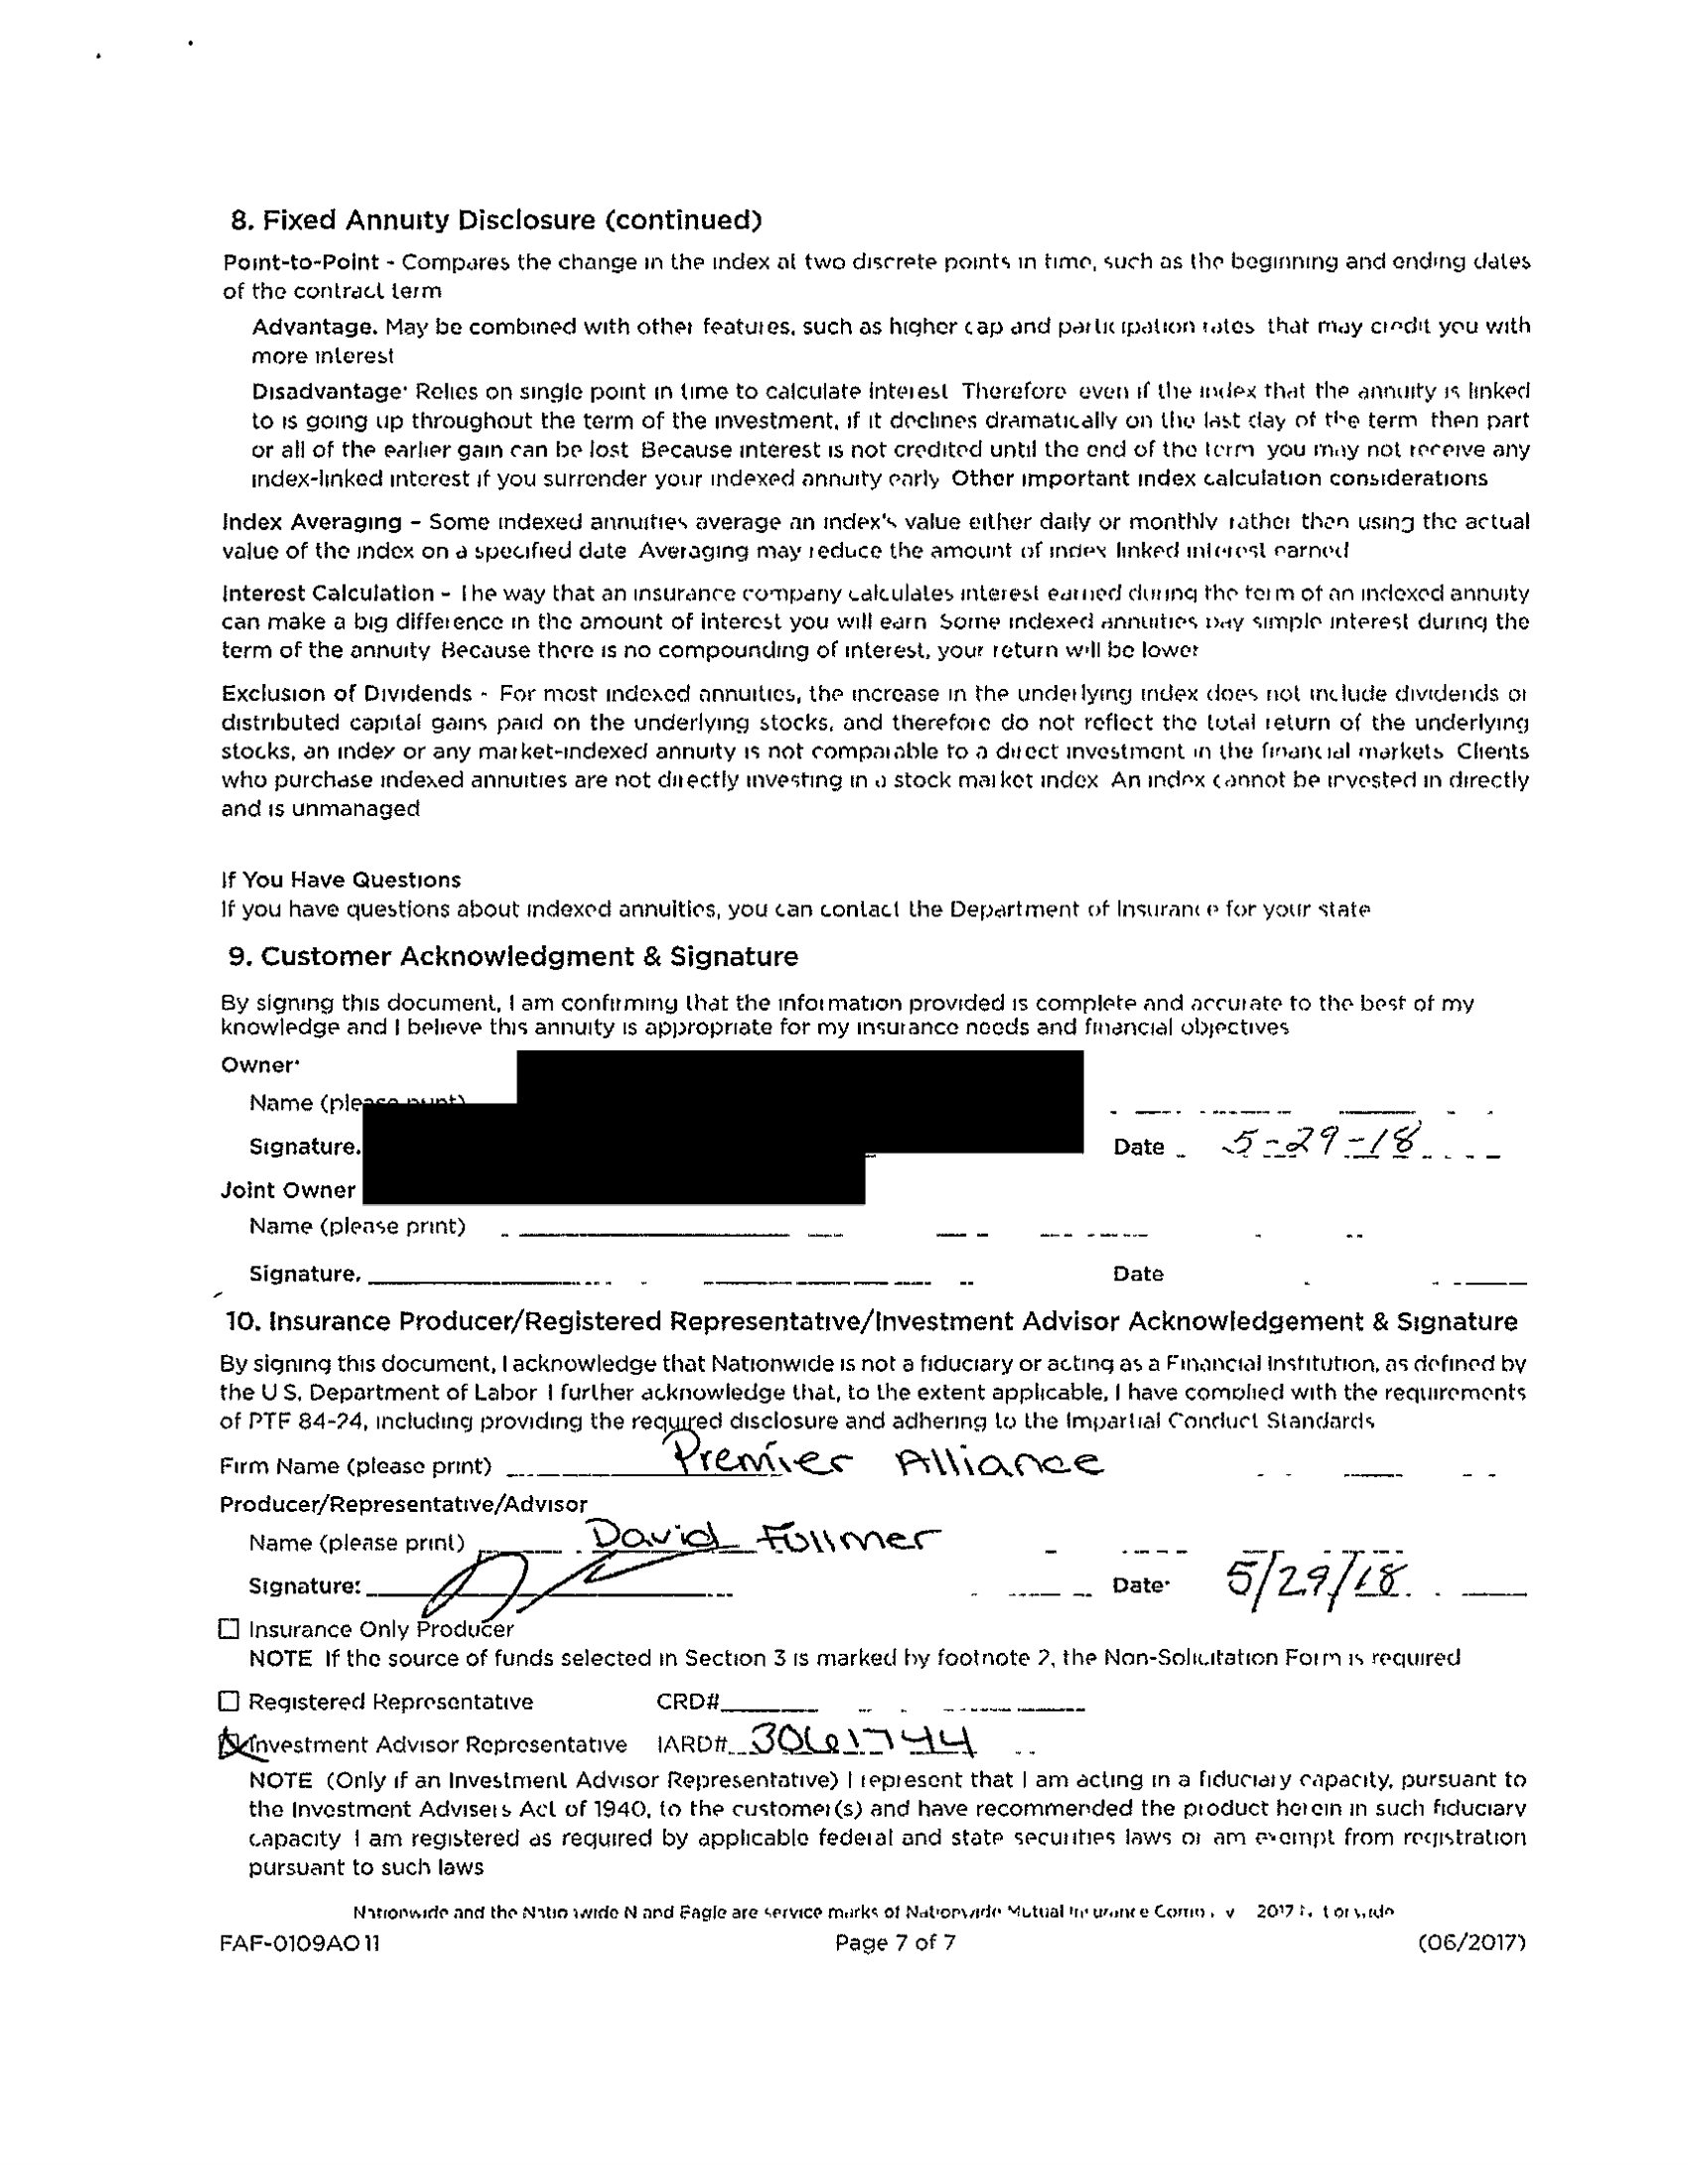 8. Fixed Annuity Disclosure (continued)
Point-to-Point - Compares the change in the index at two discrete points in time, such as the beginning and ending dates
of the contract term
Advantage. May be combined with other features, such as higher cap and participation rates that may credit you with
more interest
Disadvantage· Relies on single point in time to calculate interest Therefore even if the index that the annuity is linked
to is going up throughout the term of the investment, if it declines dramatically on the last day of the term then part
or all of the earlier gain can be lost Because interest is not credited until the end of the term you may not receive any
index-linked interest if you surrender your indexed annuity early Other important index calculation considerations
Index Averaging – Some indexed annuities average an index's value either daily or monthly rather than using the actual
value of the index on a specified date Averaging may reduce the amount of index linked interest earned
Interest Calculation - The way that an insurance company calculates interest earned during the term of an indexed annuity
can make a big difference in the amount of interest you will earn Some indexed annuities pay simple interest during the
term of the annuity Because there is no compounding of interest, your return will be lower
Exclusion of Dividends - For most indexed annuities, the increase in the underlying index does not include dividends or
distributed capital gains paid on the underlying stocks, and therefore do not reflect the total return of the underlying
stocks, an index or any market-indexed annuity is not comparable to a direct investment in the financial markets Clients
who purchase indexed annuities are not directly investing in a stock market index An index cannot be invested in directly
and is unmanaged
If You Have Questions
If you have questions about indexed annuities, you can contact the Department of Insurance for your state
9. Customer Acknowledgment & Signature
By signing this document, I am confirming that the information provided is complete and accurate to the best of my
knowledge and I believe this annuity is appropriate for my insurance needs and financial objectives
Owner·
Name (please print)
Signature. Date 5-29-18
Joint Owner
Name (please print)
Signature. Date
10. Insurance Producer/Registered Representative/Investment Advisor Acknowledgement & Signature
By signing this document, I acknowledge that Nationwide is not a fiduciary or acting as a Financial Institution, as defined by
the U S, Department of Labor I further acknowledge that, to the extent applicable, I have complied with the requirements
of PTE 84-24, including providing the required disclosure and adhering to the Impartial Conduct Standards
Firm Name (please print) Premier Alliance
Producer/Representative/Advisor
Name (please print) David Follmer
Signature: Date· 5/29/18
Insurance Only Producer
NOTE If the source of funds selected in Section 3 is marked by footnote 2, the Non-Solicitation Form is required
Registered Representative CRD#
Investment Advisor Representative IARD# 3061744
NOTE (Only if an Investment Advisor Representative) I represent that I am acting in a fiduciary capacity, pursuant to
the Investment Advisers Act of 1940, to the customer(s) and have recommended the product herein in such fiduciary
capacity I am registered as required by applicable federal and state securities laws or am exempt from registration
pursuant to such laws
Nationwide and the Nationwide N and Eagle are service marks of Nationwide Mutual Insurance Company 2017 Nationwide
FAF-0109AO 11 Page 7 of 7 (06/2017)